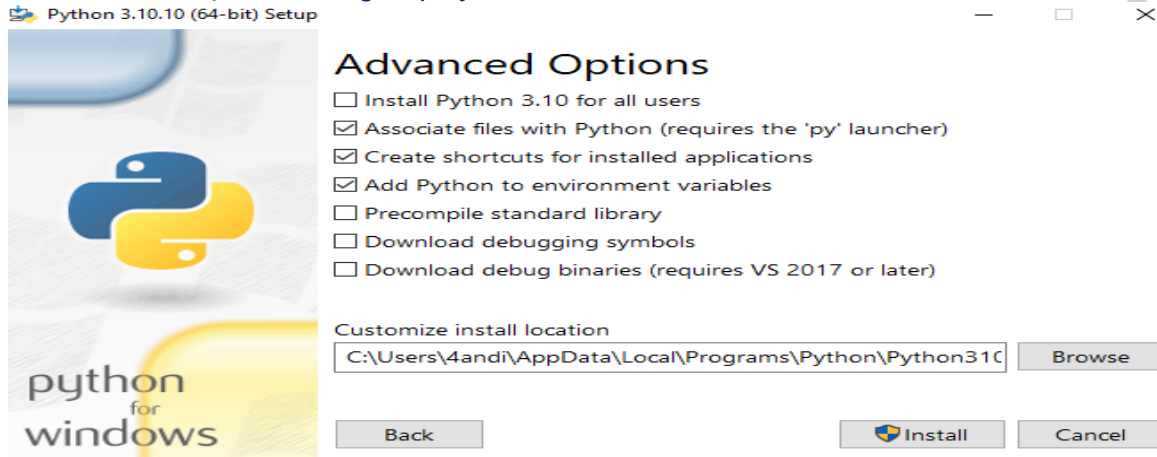 Python 3.10.10 (64-bit) Setup
Advanced Options
Install Python 3.10 for all users
Associate files with Python (requires the 'py' launcher)
Create shortcuts for installed applications
Add Python to environment variables
Precompile standard library
Download debugging symbols
Download debug binaries (requires VS 2017 or later)
Customize install location
C:\Users\4andi\AppData\Local\Programs\Python\Python310
Browse
python
for
windows
Back
Install
Cancel